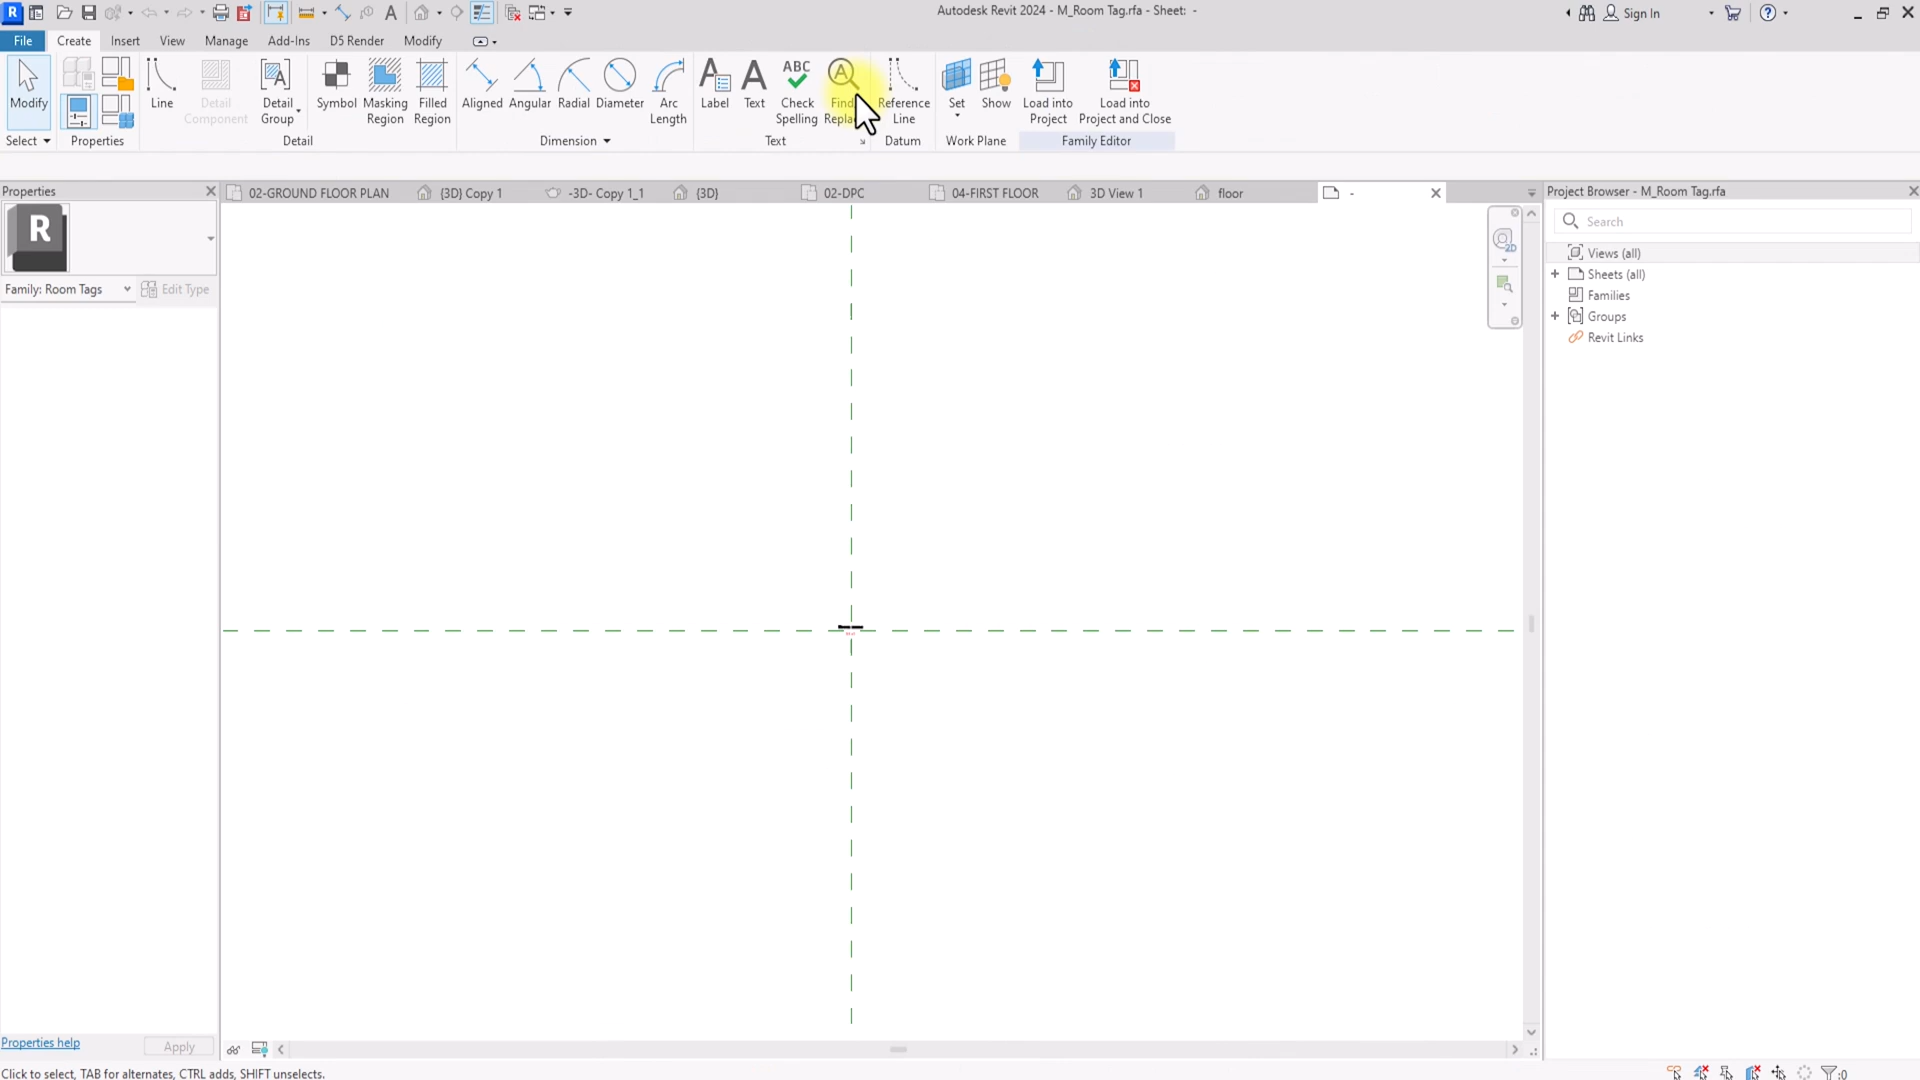 Autodesk Revit 2024 - M_Room Tag.rfa - Sheet: -
Sign In
File Create Insert View Manage Add-Ins D5 Render Modify
Modify
Line
Detail Component
Detail Group
Symbol
Masking Region
Filled Region
Aligned
Angular
Radial
Diameter
Arc Length
Label
Text
ABC
Check Spelling
Find
Reference Line
Set
Show
Load into Project
Load into Project and Close
Select Properties Detail Dimension Text Datum Work Plane Family Editor
Properties
02-GROUND FLOOR PLAN
{3D} Copy 1
-3D- Copy 1_1
{3D}
02-DPC
04-FIRST FLOOR
3D View 1
floor
-
Project Browser - M_Room Tag.rfa
R
Search
2D
Views (all)
Sheets (all)
Family: Room Tags
Edit Type
Families
Groups
Revit Links
Properties help
Apply
Click to select, TAB for alternates, CTRL adds, SHIFT unselects.
:0